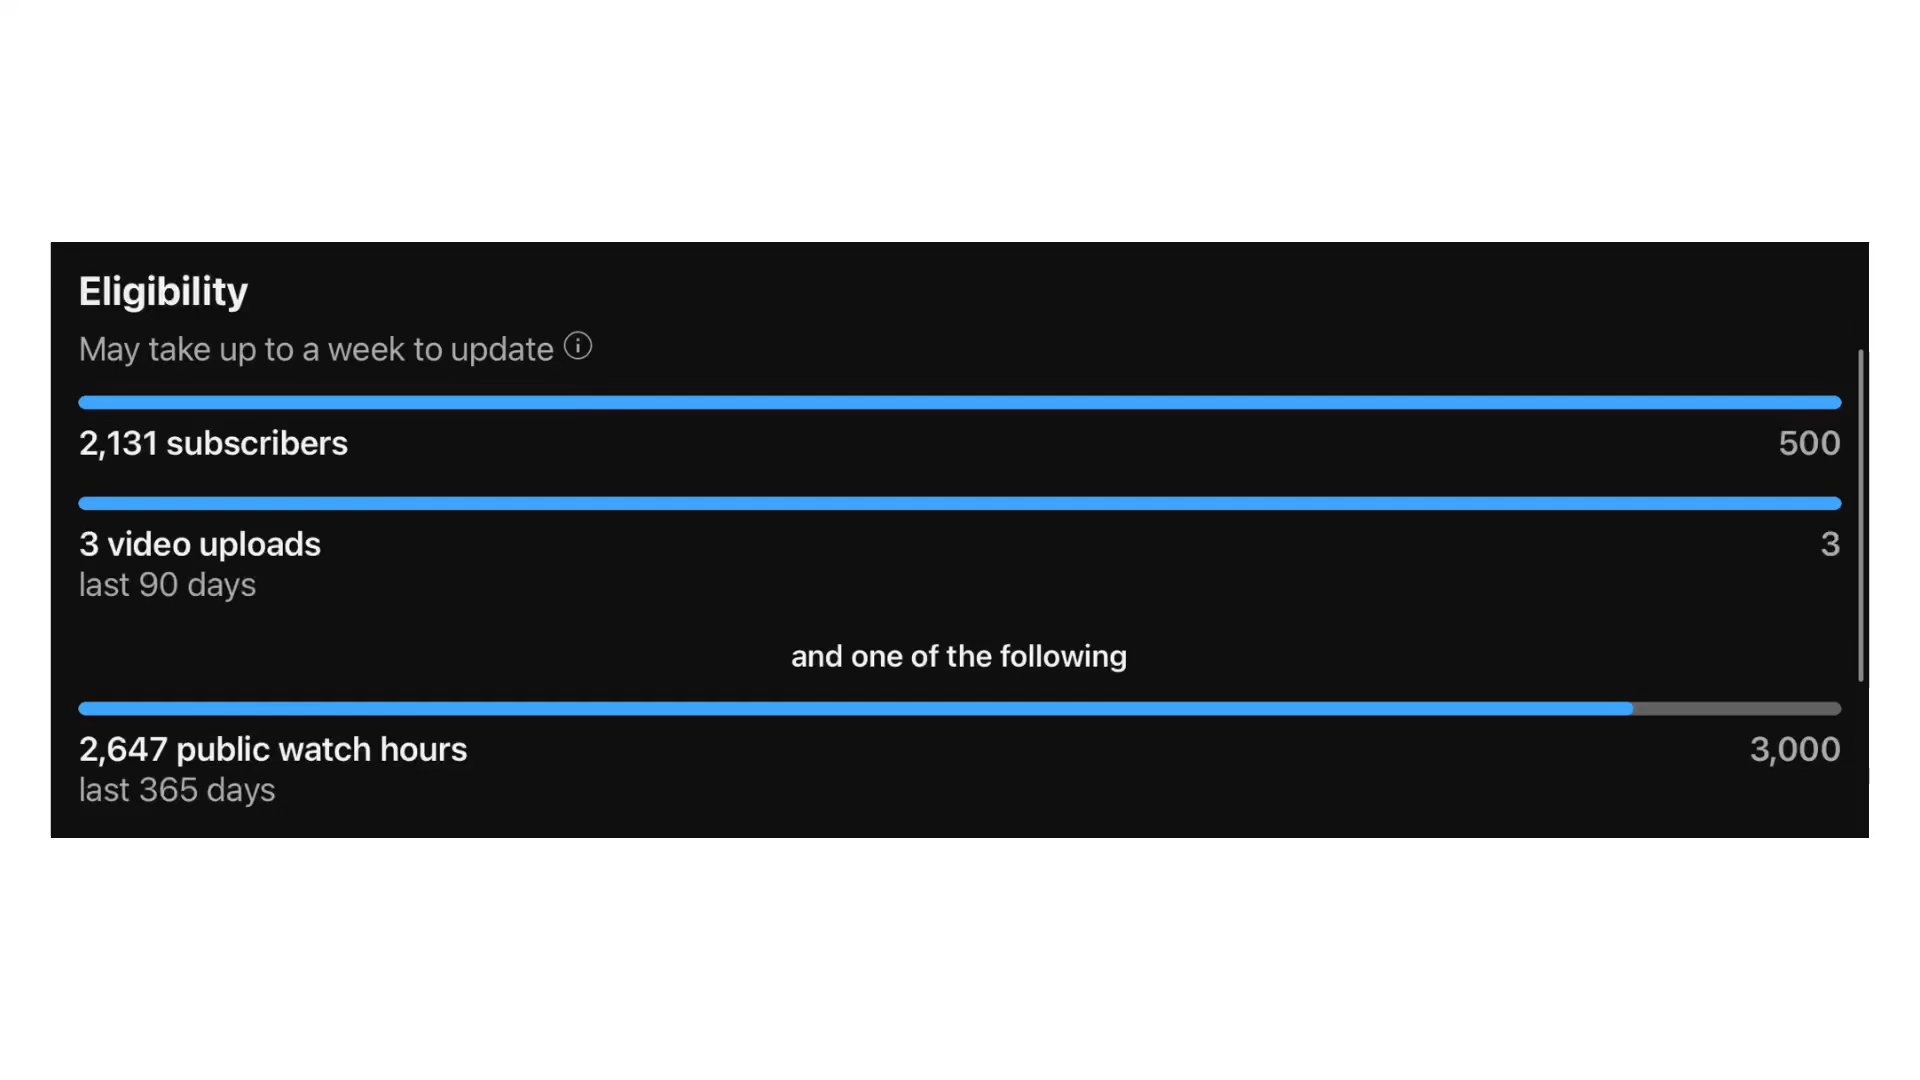 Eligibility
May take up to a week to update
2,131 subscribers 500
3 video uploads 3
last 90 days
and one of the following
2,647 public watch hours 3,000
last 365 days